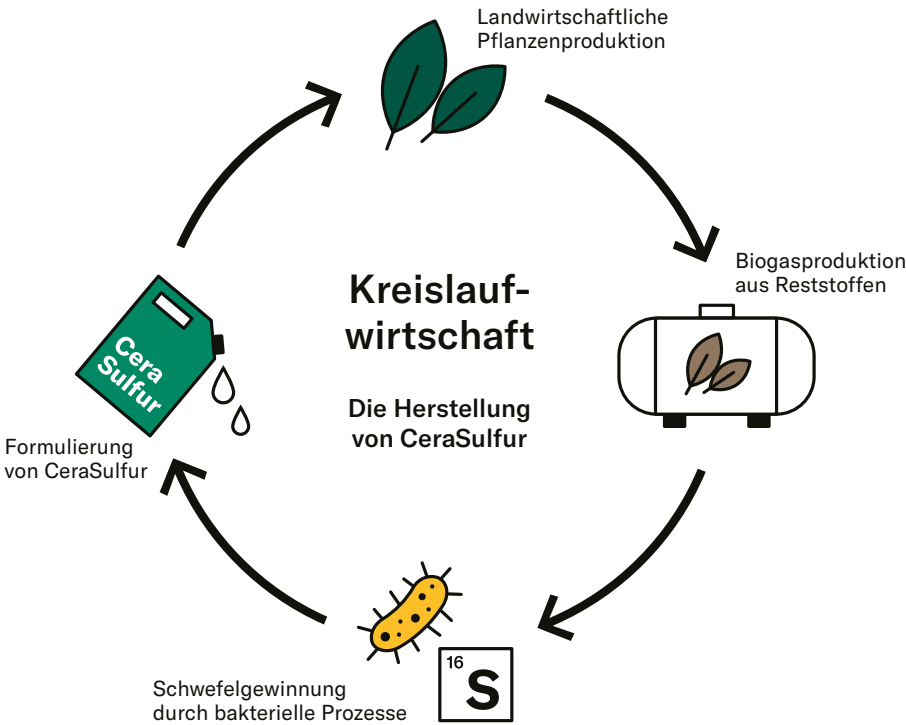 Landwirtschaftliche
Pflanzenproduktion
Biogasproduktion
aus Reststoffen
Kreislauf-
wirtschaft
Die Herstellung
von CeraSulfur
Cera
Sulfur
Formulierung
von CeraSulfur
Schwefelgewinnung
durch bakterielle Prozesse
16
S